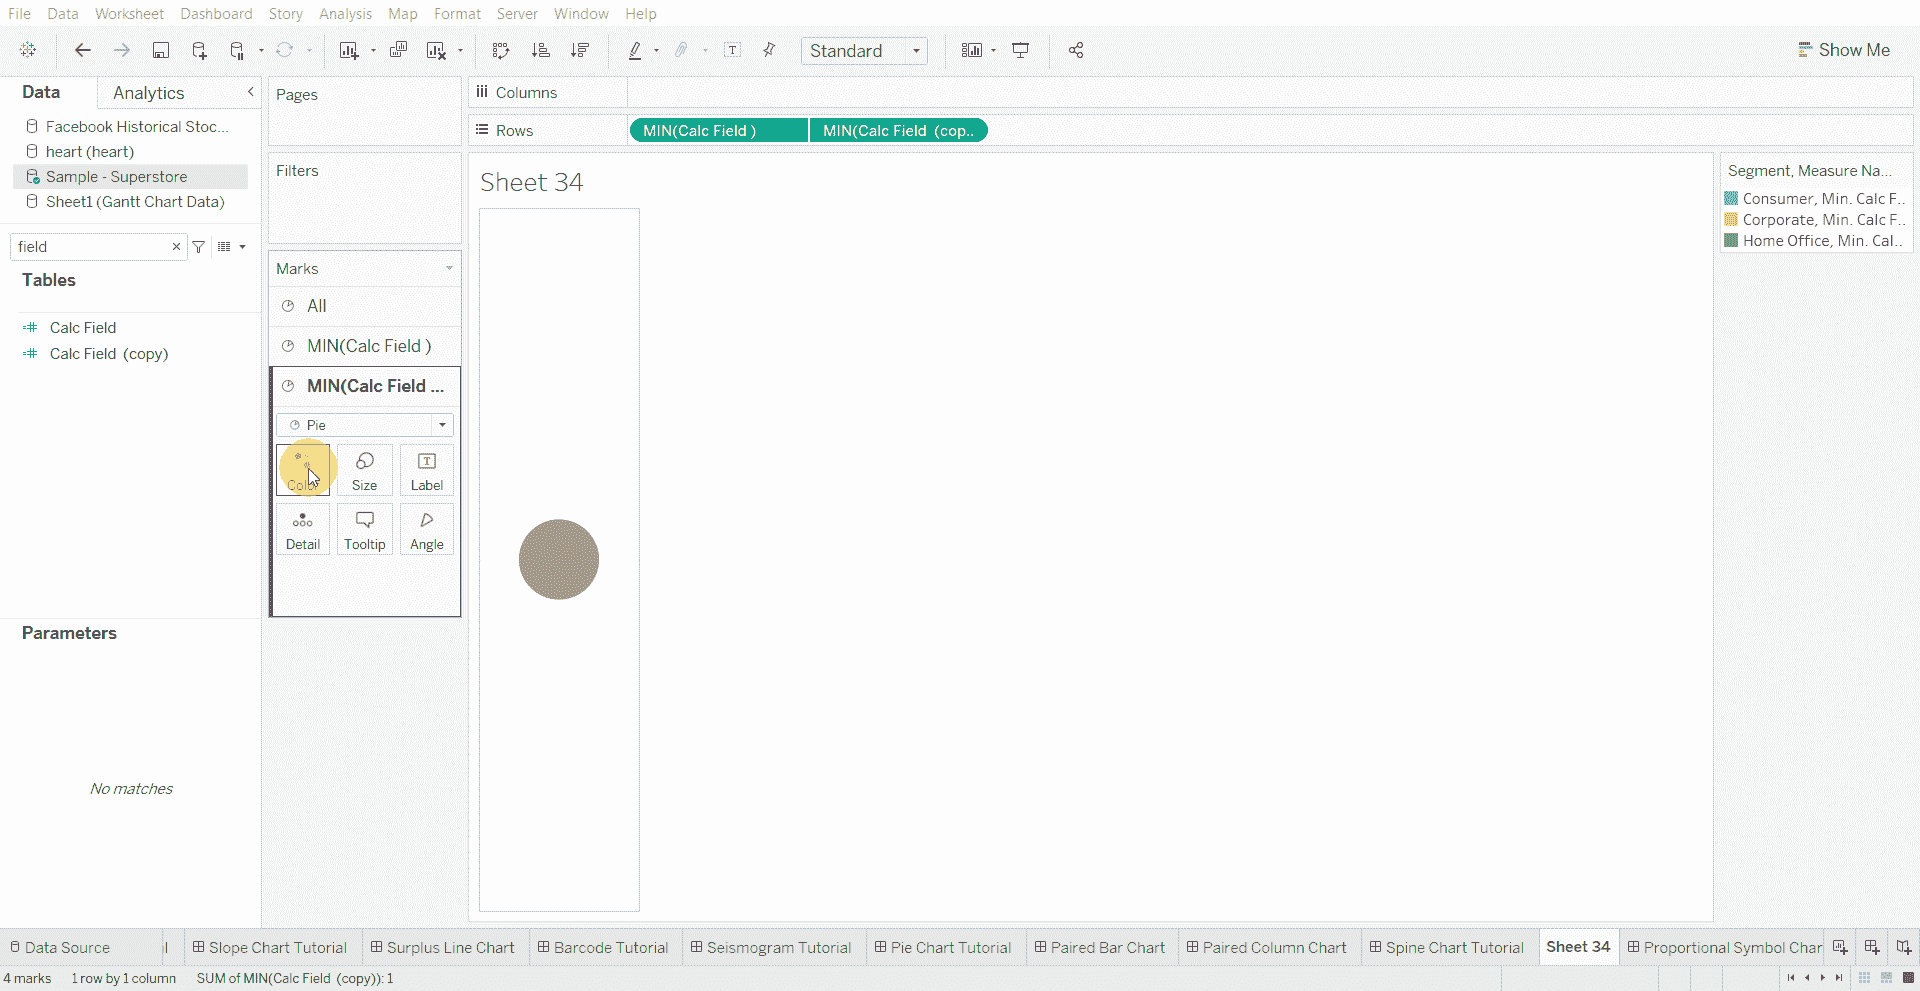 File Data Worksheet Dashboard Story Analysis Map Format Server Window Help
Standard
Show Me
Data Analytics
Facebook Historical Stoc...
heart (heart)
Sample - Superstore
Sheet1 (Gantt Chart Data)
field
Tables
Calc Field
Calc Field (copy)
Parameters
No matches
Pages
Filters
Marks
All
MIN(Calc Field )
MIN(Calc Field ...
Pie
Color Size Label
Detail Tooltip Angle
Columns
Rows MIN(Calc Field ) MIN(Calc Field (cop..
Sheet 34
Segment, Measure Na...
Consumer, Min. Calc F..
Corporate, Min. Calc F..
Home Office, Min. Cal..
Data Source Slope Chart Tutorial Surplus Line Chart Barcode Tutorial Seismogram Tutorial Pie Chart Tutorial Paired Bar Chart Paired Column Chart Spine Chart Tutorial Sheet 34 Proportional Symbol Char
4 marks 1 row by 1 column SUM of MIN(Calc Field (copy)): 1